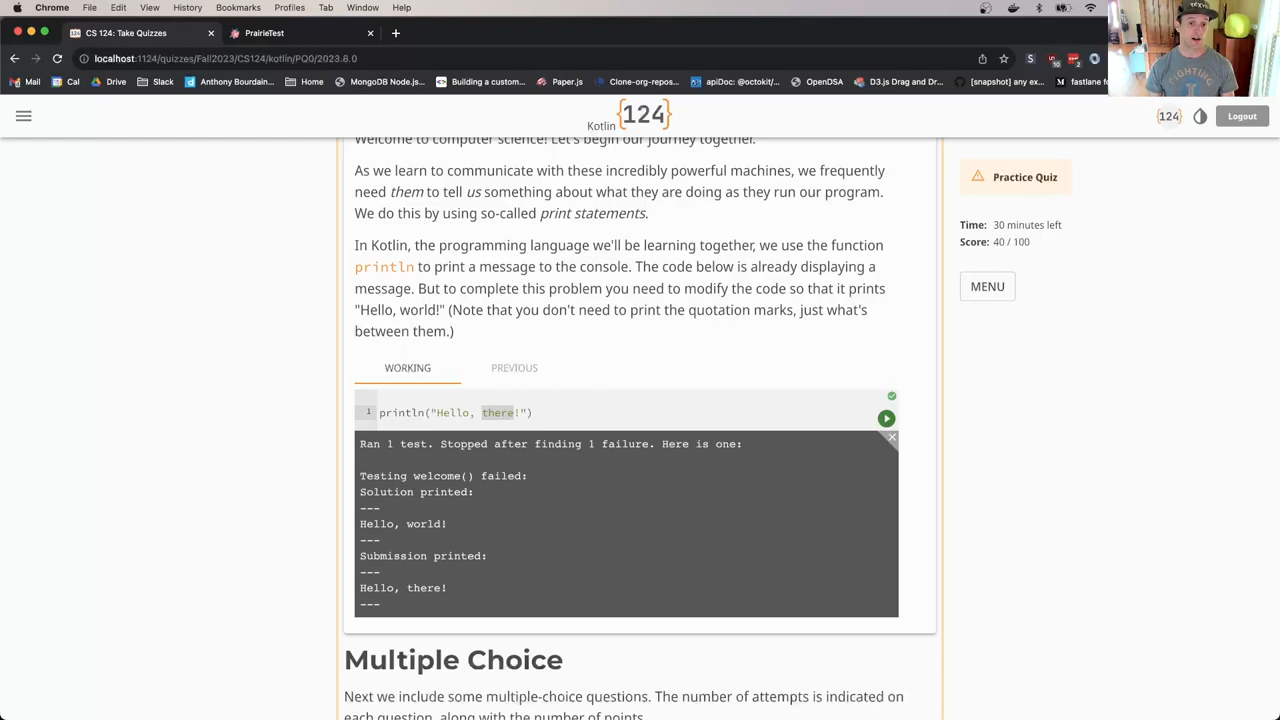 Chrome File Edit View History Bookmarks Profiles Tab Window Help
CS 124: Take Quizzes
PrairieTest
localhost:1124/quizzes/Fall2023/CS124/kotlin/PQ0/2023.8.0
Mail Cal Drive Anthony Bourdain... Home MongoDB Node.js... Building a custom... Paper.js Clone-org-repos... apiDoc: @octokit/... OpenDSA D3.js Drag and Dr... [snapshot] any ex... fastlane
Kotlin {124}
{124} Logout
Welcome to computer science! Let's begin our journey together.
As we learn to communicate with these incredibly powerful machines, we frequently
need them to tell us something about what they are doing as they run our program.
We do this by using so-called print statements.
In Kotlin, the programming language we'll be learning together, we use the function
println to print a message to the console. The code below is already displaying a
message. But to complete this problem you need to modify the code so that it prints
"Hello, world!" (Note that you don't need to print the quotation marks, just what's
between them.)
WORKING PREVIOUS
1 println("Hello, there!")
Ran 1 test. Stopped after finding 1 failure. Here is one:
Testing welcome() failed:
Solution printed:
---
Hello, world!
---
Submission printed:
---
Hello, there!
---
Multiple Choice
Next we include some multiple-choice questions. The number of attempts is indicated on
each question, along with the number of points.
Practice Quiz
Time: 30 minutes left
Score: 40 / 100
MENU
FIGHTING